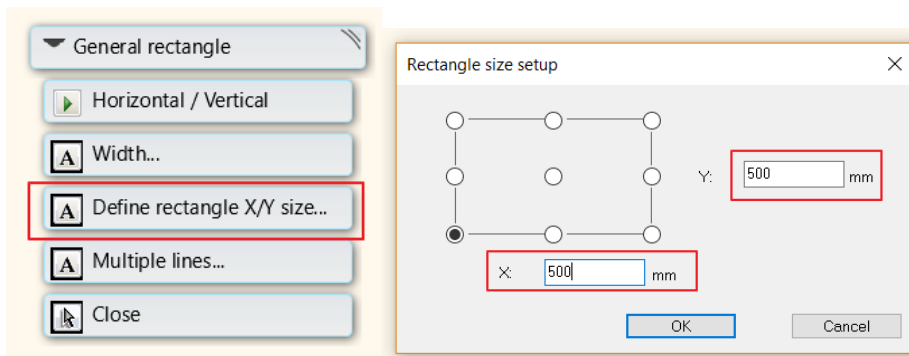 General rectangle
Horizontal / Vertical
A Width...
A Define rectangle X/Y size...
A Multiple lines...
Close
Rectangle size setup
Y: 500 mm
X: 500 mm
OK Cancel